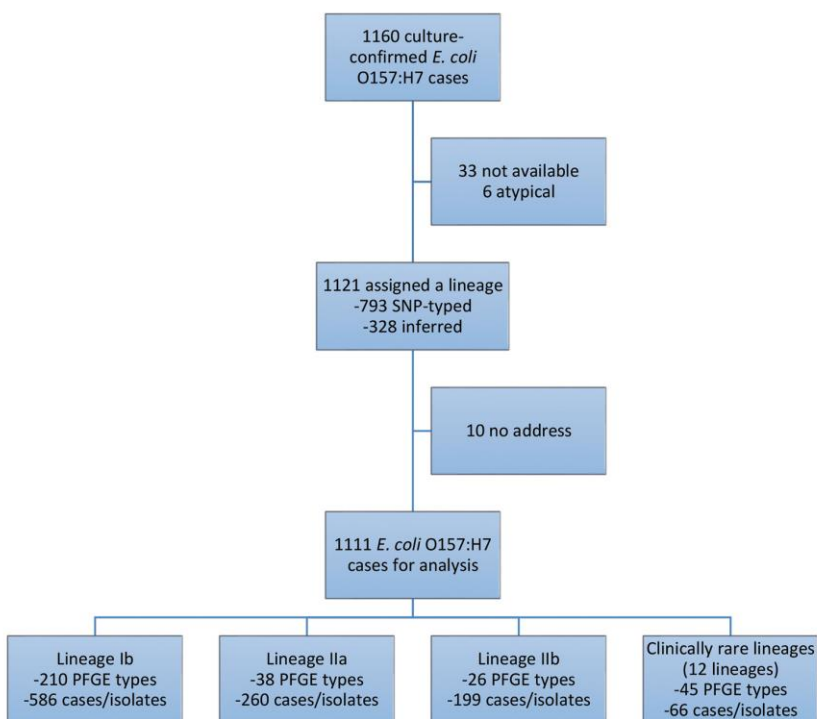 1160 culture-
confirmed E. coli
O157:H7 cases
33 not available
6 atypical
1121 assigned a lineage
-793 SNP-typed
-328 inferred
10 no address
1111 E. coli O157:H7
cases for analysis
Lineage Ib
-210 PFGE types
-586 cases/isolates
Lineage IIa
-38 PFGE types
-260 cases/isolates
Lineage IIb
-26 PFGE types
-199 cases/isolates
Clinically rare lineages
(12 lineages)
-45 PFGE types
-66 cases/isolates